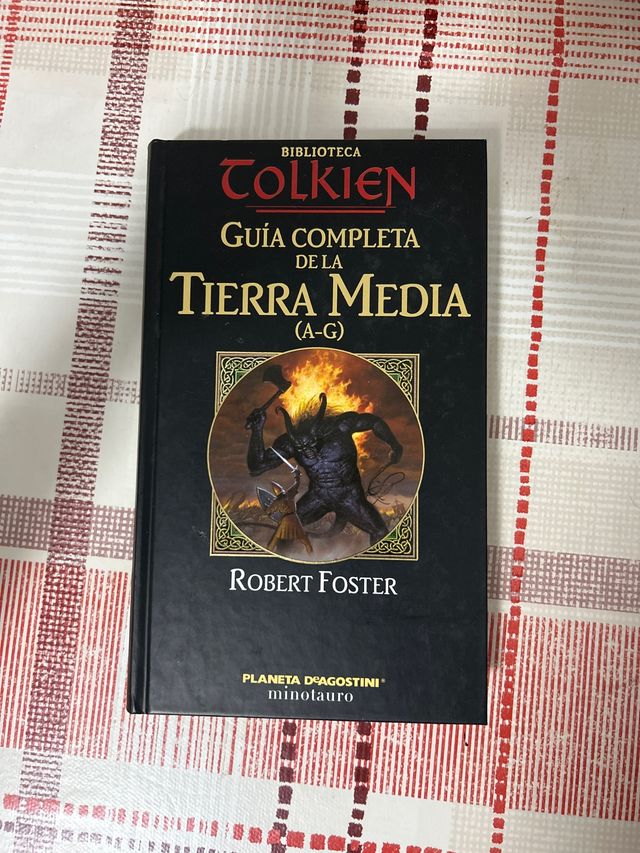 BIBLIOTECA
TOLKIEN
GUÍA COMPLETA
DE LA
TIERRA MEDIA
(A-G)
ROBERT FOSTER
PLANETA DeAGOSTINI®
minotauro